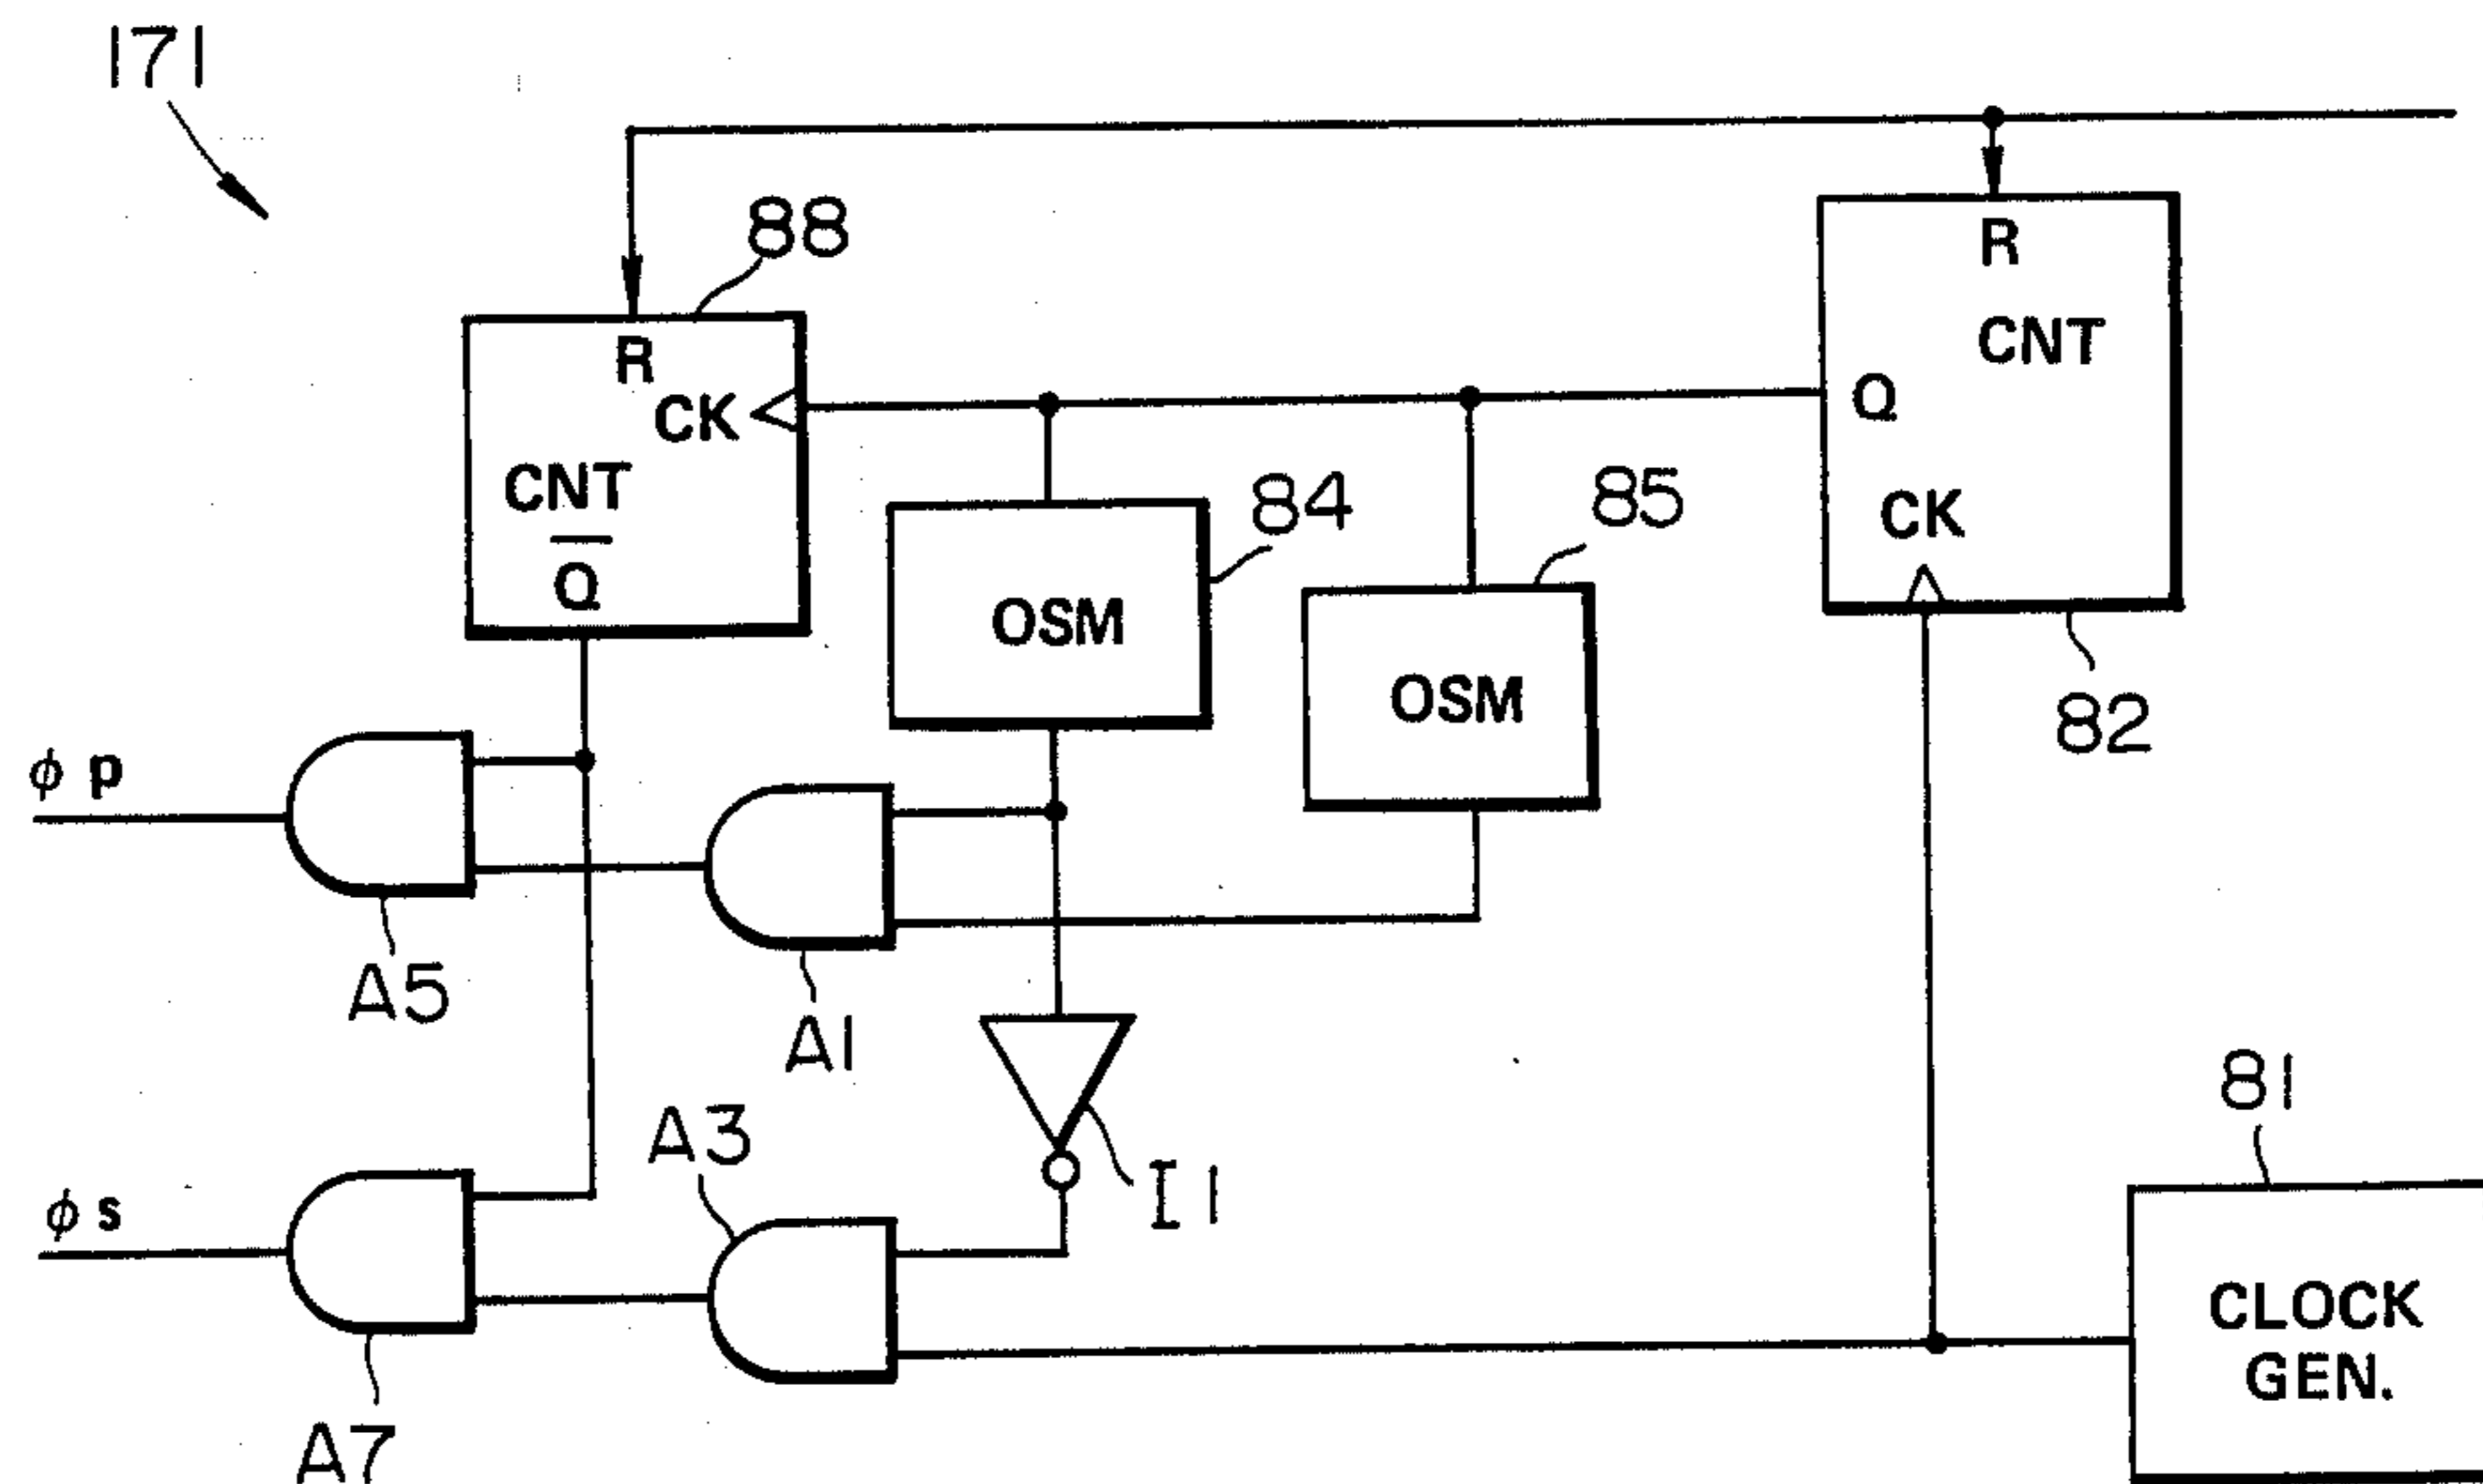 171
88
R
R
CK
CNT
Q
CNT
Q
CK
84
85
OSM
OSM
82
φ p
A5
A1
81
A3
I1
φ s
CLOCK
GEN.
A7